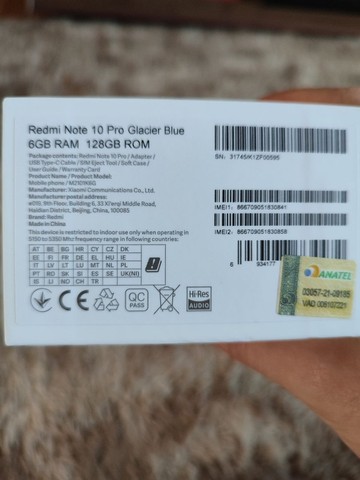 Redmi Note 10 Pro Glacier Blue
6GB RAM 128GB ROM
Package contents: Redmi Note 10 Pro / Adapter /
USB Type-C Cable / SIM Eject Tool / Soft Case /
User Guide / Warranty Card
Product Name / Product Model:
Mobile phone / M2101K6G
Manufacturer: Xiaomi Communications Co., Ltd.
Manufacturer postal address:
#019, 9th Floor, Building 6, 33 Xi'erqi Middle Road,
Haidian District, Beijing, China, 100085
Brand: Redmi
Made in China
This device is restricted to indoor use only when operating in
5150 to 5350 MHz frequency range in following countries:
AT BE BG HR CY CZ DK
EE FI FR DE EL HU IE
IT LV LT LU MT NL PL
PT RO SK SI ES SE UK(NI)
IS LI NO CH TR
CE
QC
PASS
Hi-Res
AUDIO
SN: 31745/K1ZF00595
IMEI1: 866709051830841
IMEI2: 866709051830858
6 934177
ANATEL
03057-21-09185